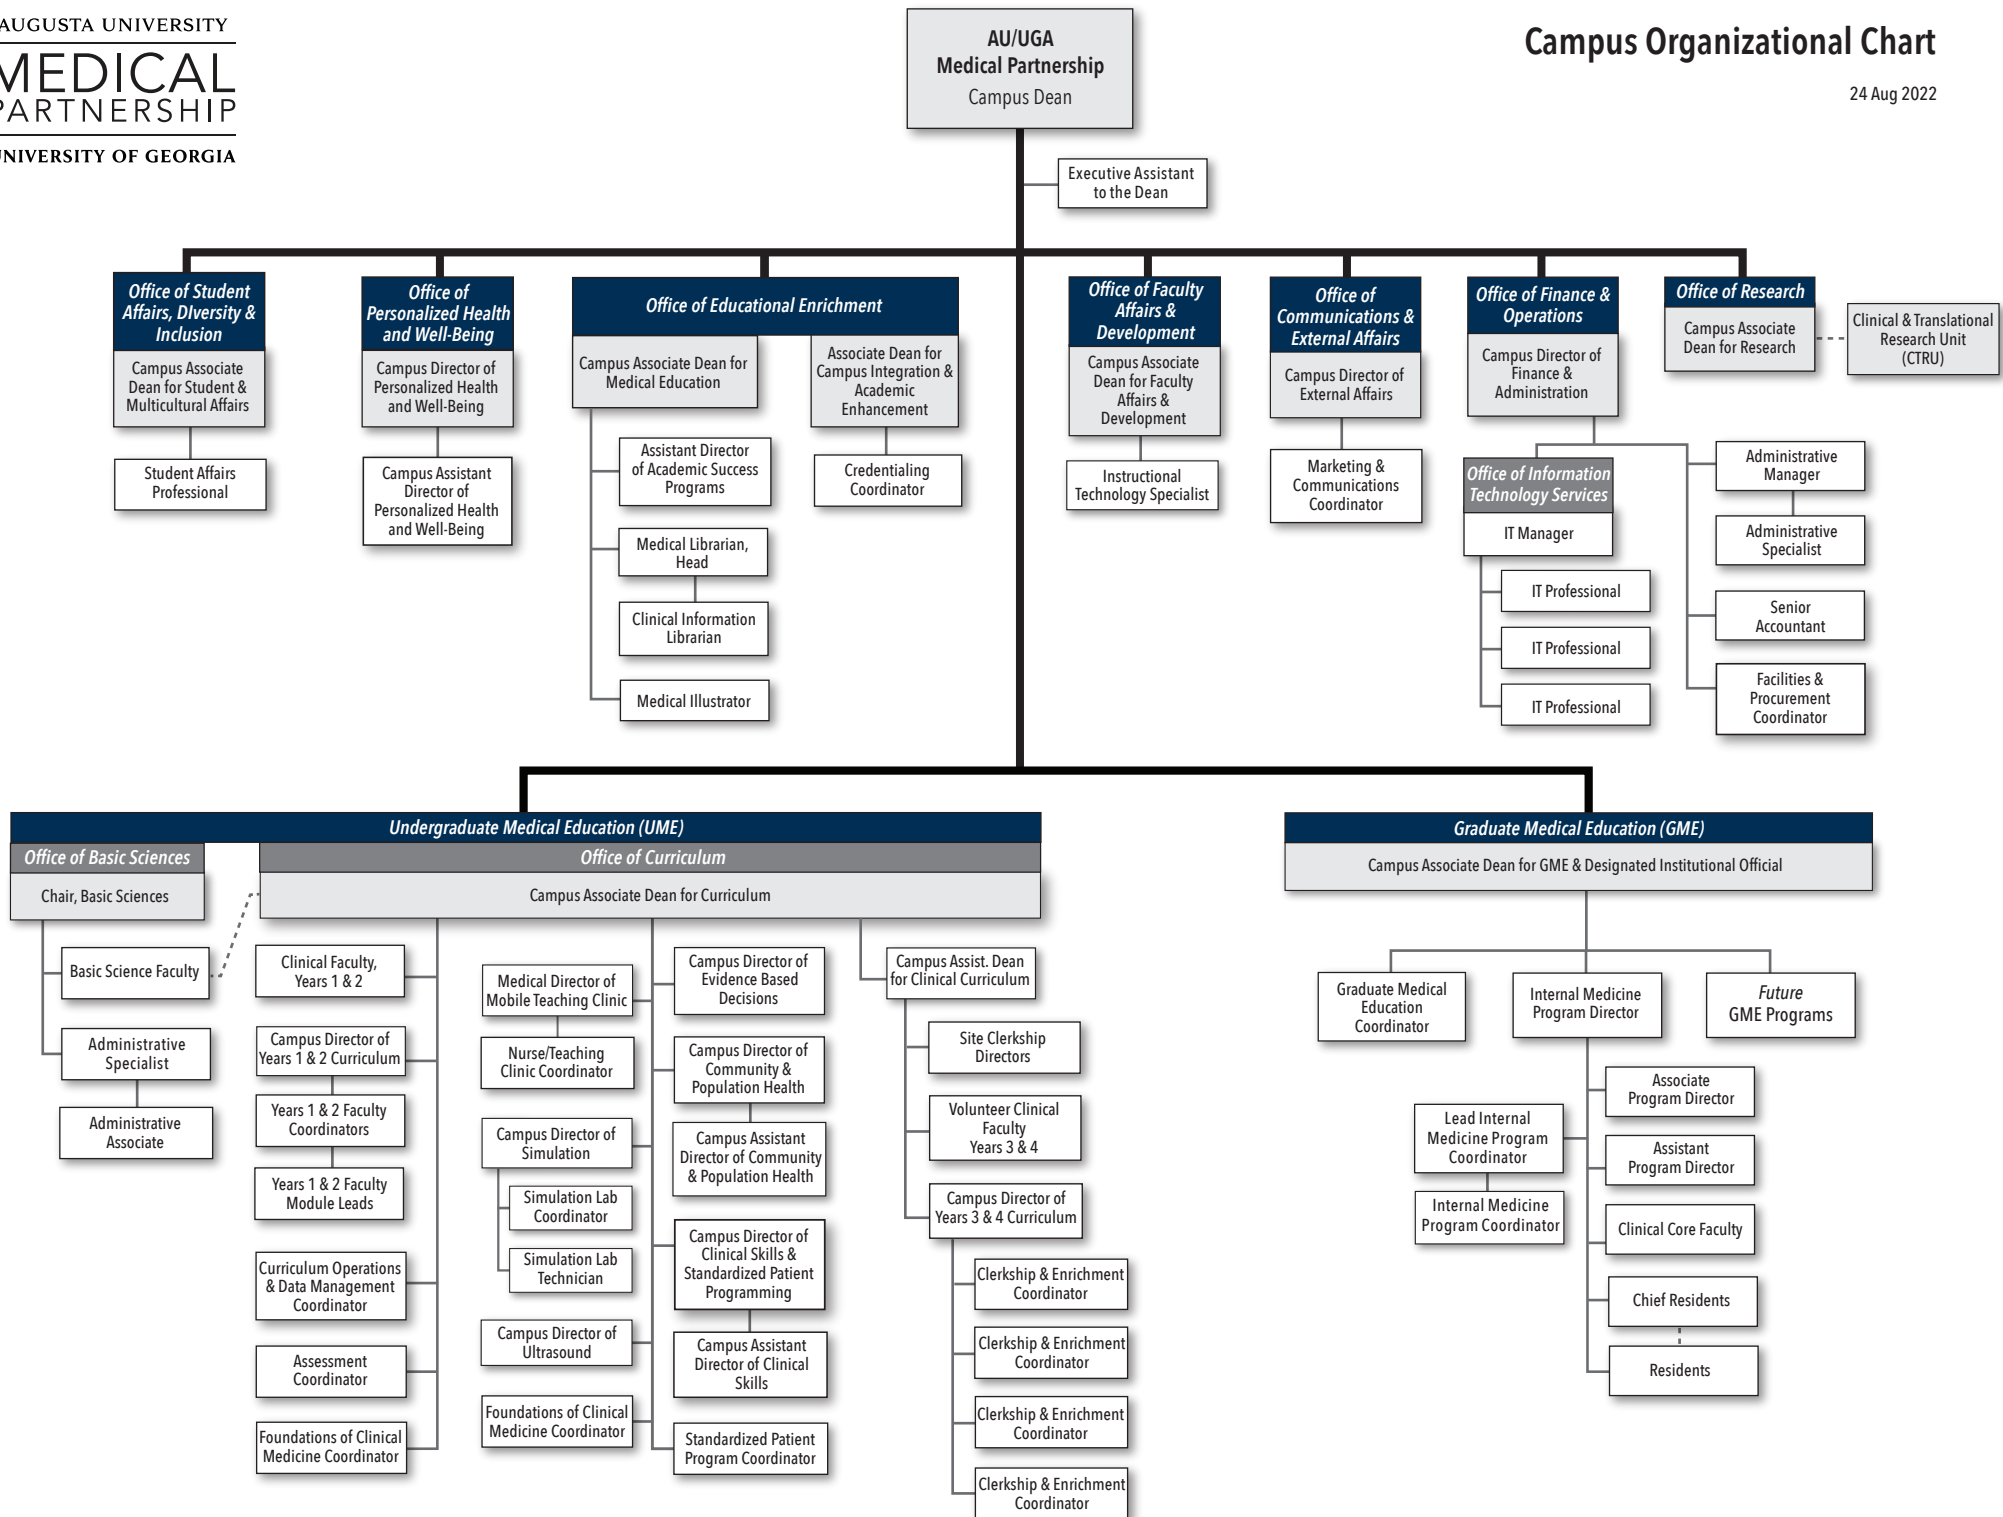 AUGUSTA UNIVERSITY
MEDICAL
PARTNERSHIP
UNIVERSITY OF GEORGIA
AU/UGA
Medical Partnership
Campus Dean
Campus Organizational Chart
24 Aug 2022
Executive Assistant
to the Dean
Office of Student
Affairs, DIversity &
Inclusion
Campus Associate
Dean for Student &
Multicultural Affairs
Student Affairs
Professional
Office of
Personalized Health
and Well-Being
Campus Director of
Personalized Health
and Well-Being
Campus Assistant
Director of
Personalized Health
and Well-Being
Office of Educational Enrichment
Campus Associate Dean for
Medical Education
Assistant Director
of Academic Success
Programs
Medical Librarian,
Head
Clinical Information
Librarian
Medical Illustrator
Associate Dean for
Campus Integration &
Academic
Enhancement
Credentialing
Coordinator
Office of Faculty
Affairs &
Development
Campus Associate
Dean for Faculty
Affairs &
Development
Instructional
Technology Specialist
Office of
Communications &
External Affairs
Campus Director of
External Affairs
Marketing &
Communications
Coordinator
Office of Finance &
Operations
Campus Director of
Finance &
Administration
Office of Information
Technology Services
IT Manager
IT Professional
IT Professional
IT Professional
Administrative
Manager
Administrative
Specialist
Senior
Accountant
Facilities &
Procurement
Coordinator
Office of Research
Campus Associate
Dean for Research
Clinical & Translational
Research Unit
(CTRU)
Undergraduate Medical Education (UME)
Office of Basic Sciences
Chair, Basic Sciences
Basic Science Faculty
Administrative
Specialist
Administrative
Associate
Office of Curriculum
Campus Associate Dean for Curriculum
Clinical Faculty,
Years 1 & 2
Campus Director of
Years 1 & 2 Curriculum
Years 1 & 2 Faculty
Coordinators
Years 1 & 2 Faculty
Module Leads
Curriculum Operations
& Data Management
Coordinator
Assessment
Coordinator
Foundations of Clinical
Medicine Coordinator
Medical Director of
Mobile Teaching Clinic
Nurse/Teaching
Clinic Coordinator
Campus Director of
Simulation
Simulation Lab
Coordinator
Simulation Lab
Technician
Campus Director of
Ultrasound
Foundations of Clinical
Medicine Coordinator
Campus Director of
Evidence Based
Decisions
Campus Director of
Community &
Population Health
Campus Assistant
Director of Community
& Population Health
Campus Director of
Clinical Skills &
Standardized Patient
Programming
Campus Assistant
Director of Clinical
Skills
Standardized Patient
Program Coordinator
Campus Assist. Dean
for Clinical Curriculum
Site Clerkship
Directors
Volunteer Clinical
Faculty
Years 3 & 4
Campus Director of
Years 3 & 4 Curriculum
Clerkship & Enrichment
Coordinator
Clerkship & Enrichment
Coordinator
Clerkship & Enrichment
Coordinator
Clerkship & Enrichment
Coordinator
Graduate Medical Education (GME)
Campus Associate Dean for GME & Designated Institutional Official
Graduate Medical
Education
Coordinator
Internal Medicine
Program Director
Future
GME Programs
Lead Internal
Medicine Program
Coordinator
Internal Medicine
Program Coordinator
Associate
Program Director
Assistant
Program Director
Clinical Core Faculty
Chief Residents
Residents